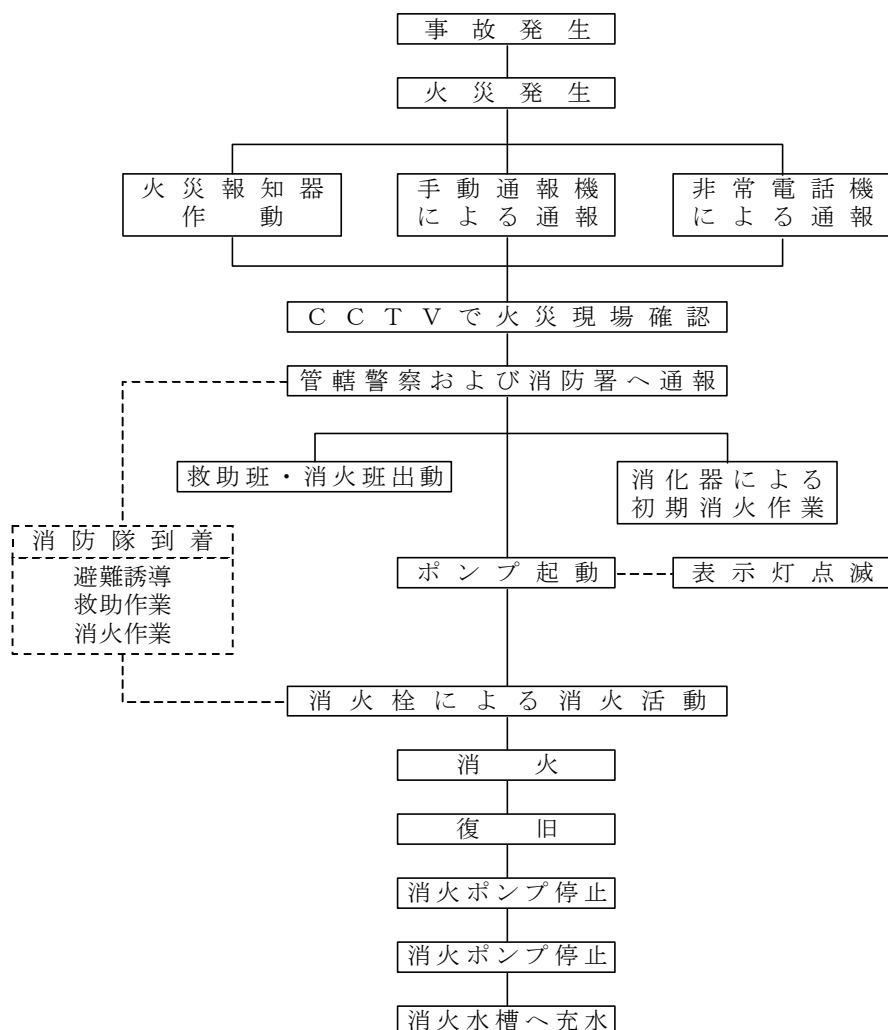 事故発生
火災発生
火災報知器
作動
手動通報機
による通報
非常電話機
による通報
CCTVで火災現場確認
管轄警察および消防署へ通報
救助班・消火班出動
消化器による
初期消火作業
消防隊到着
避難誘導
救助作業
消火作業
ポンプ起動
表示灯点滅
消火栓による消火活動
消火
復旧
消火ポンプ停止
消火ポンプ停止
消火水槽へ充水